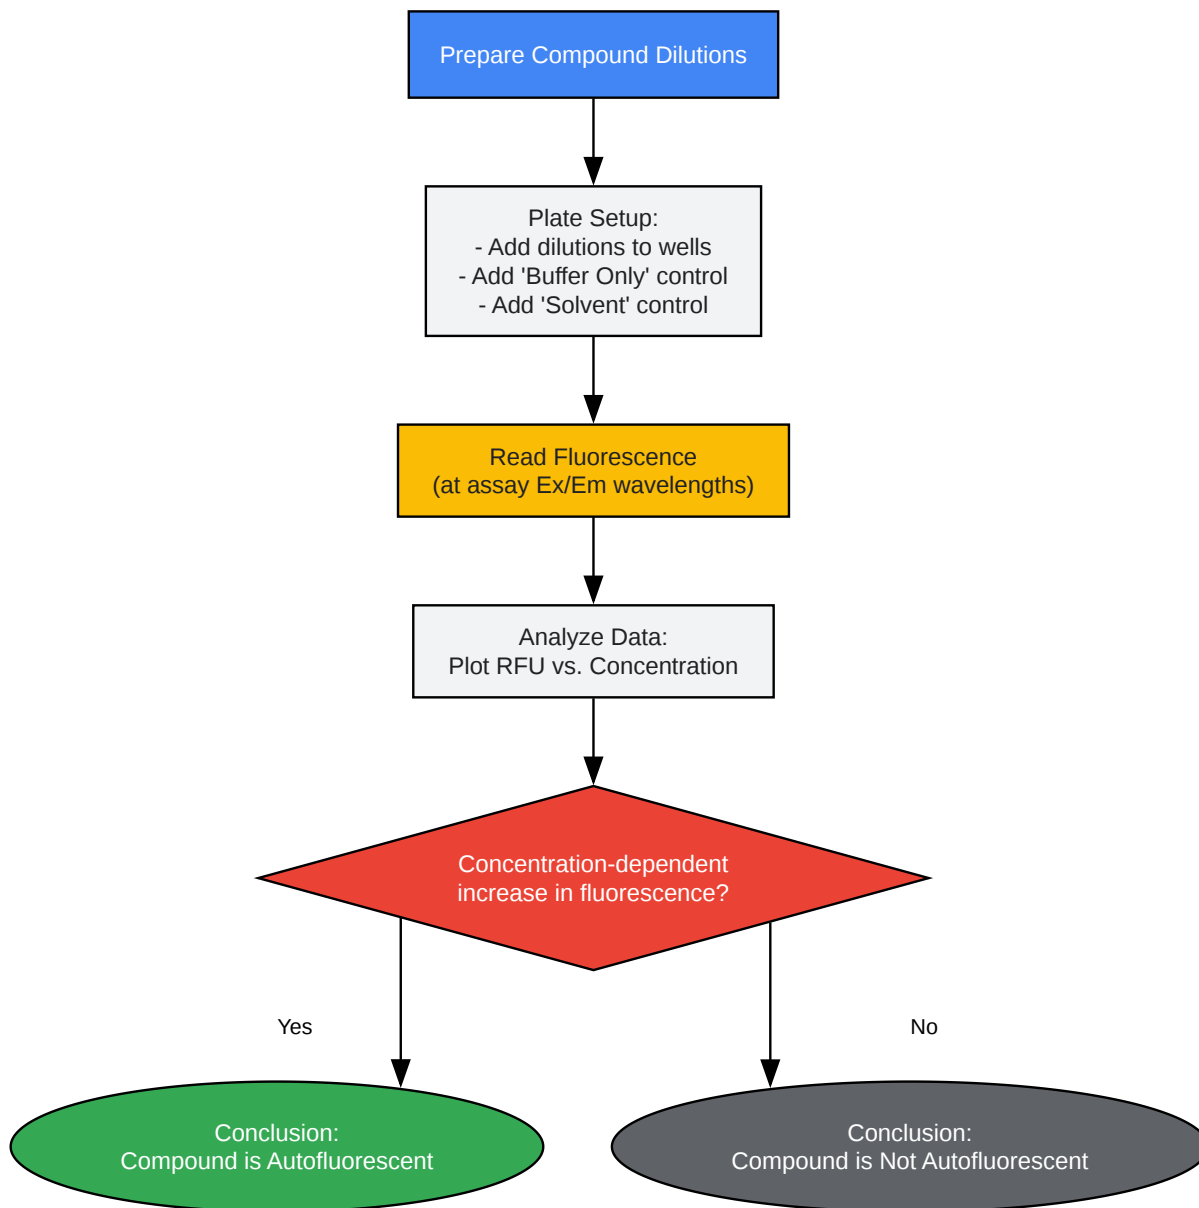 Prepare Compound Dilutions
Plate Setup:
- Add dilutions to wells
- Add 'Buffer Only' control
- Add 'Solvent' control
Read Fluorescence
(at assay Ex/Em wavelengths)
Analyze Data:
Plot RFU vs. Concentration
Concentration-dependent
increase in fluorescence?
Yes
No
Conclusion:
Compound is Autofluorescent
Conclusion:
Compound is Not Autofluorescent